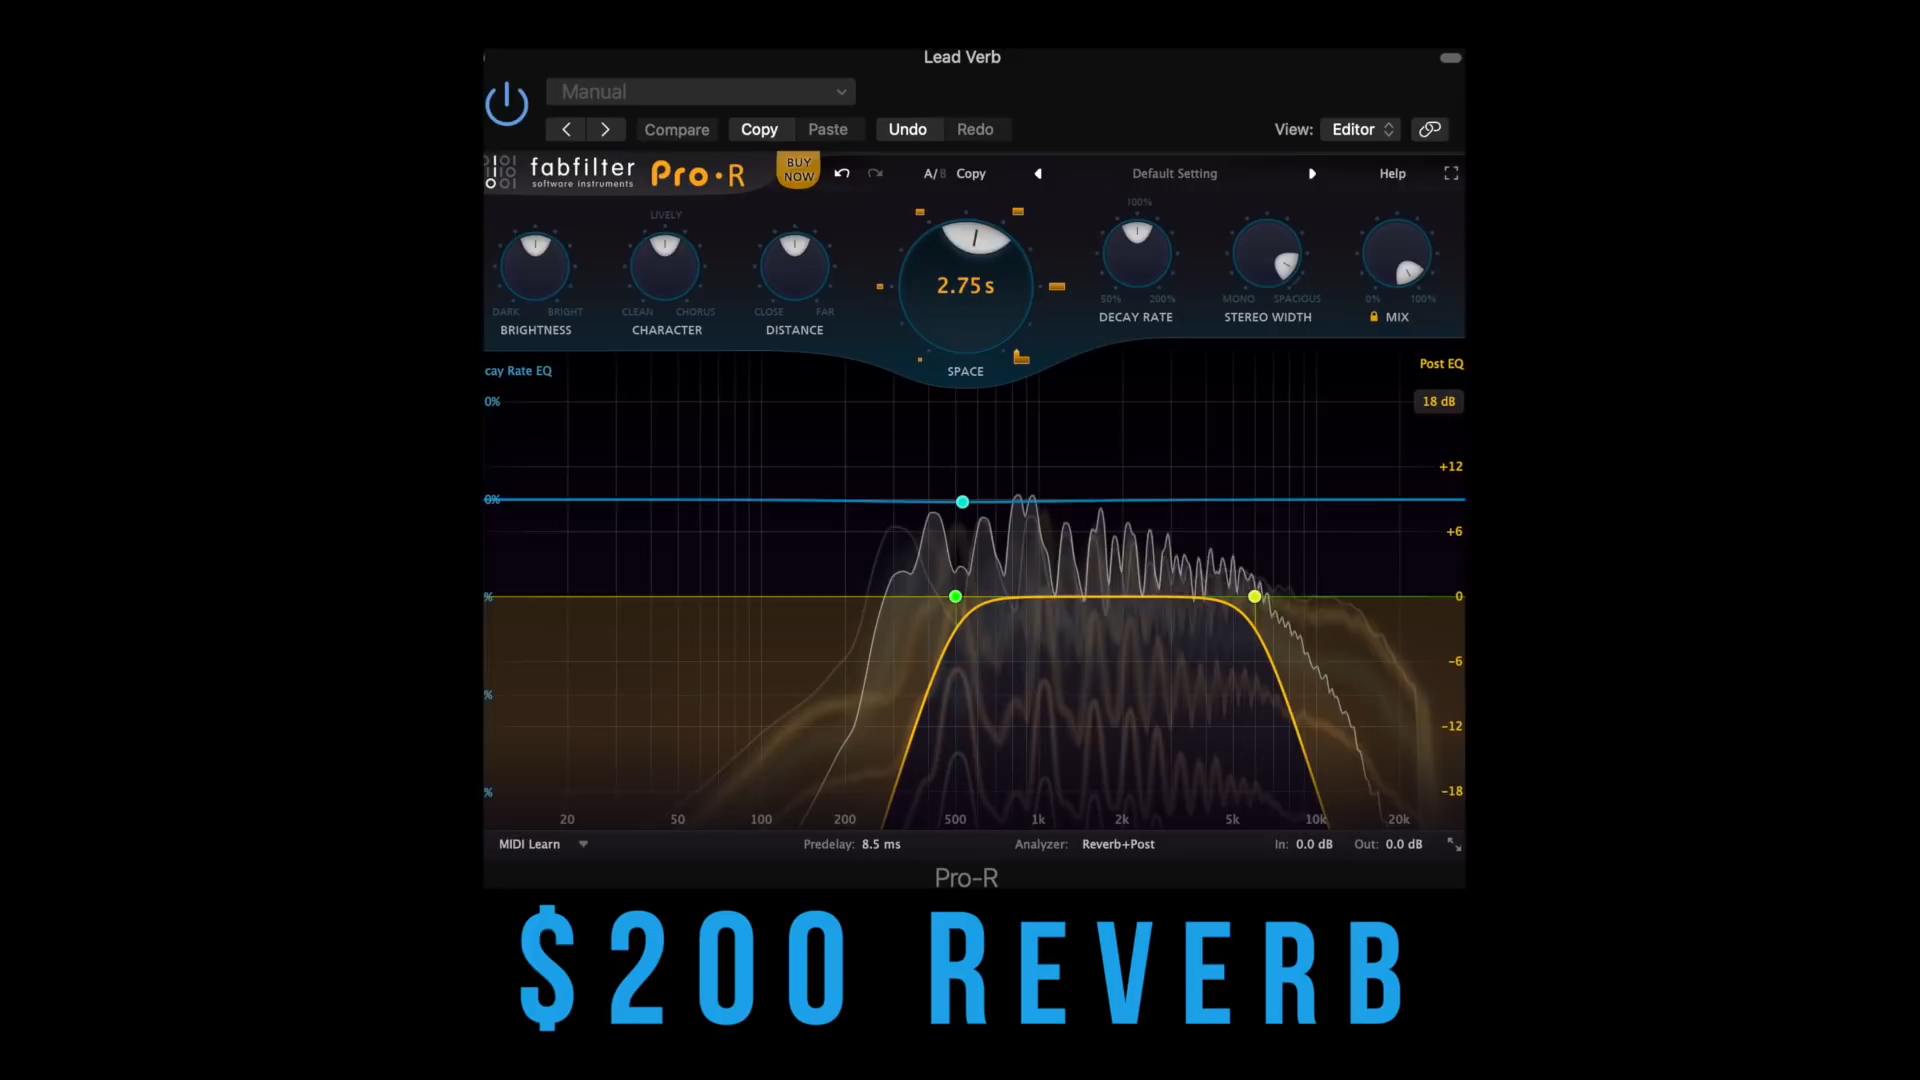 Lead Verb
Manual
Compare Copy Paste Undo Redo View: Editor
fabfilter Pro·R BUY NOW A/B Copy Default Setting Help
software instruments
LIVELY 100%
2.75 s
DARK BRIGHT CLEAN CHORUS CLOSE FAR 50% 200% MONO SPACIOUS 0% 100%
BRIGHTNESS CHARACTER DISTANCE DECAY RATE STEREO WIDTH MIX
SPACE
cay Rate EQ Post EQ
0% 18 dB
+12
0%
+6
% 0
-6
%
-12
% -18
20 50 100 200 500 1k 2k 5k 10k 20k
MIDI Learn Predelay: 8.5 ms Analyzer: Reverb+Post In: 0.0 dB Out: 0.0 dB
Pro-R
$200 REVERB